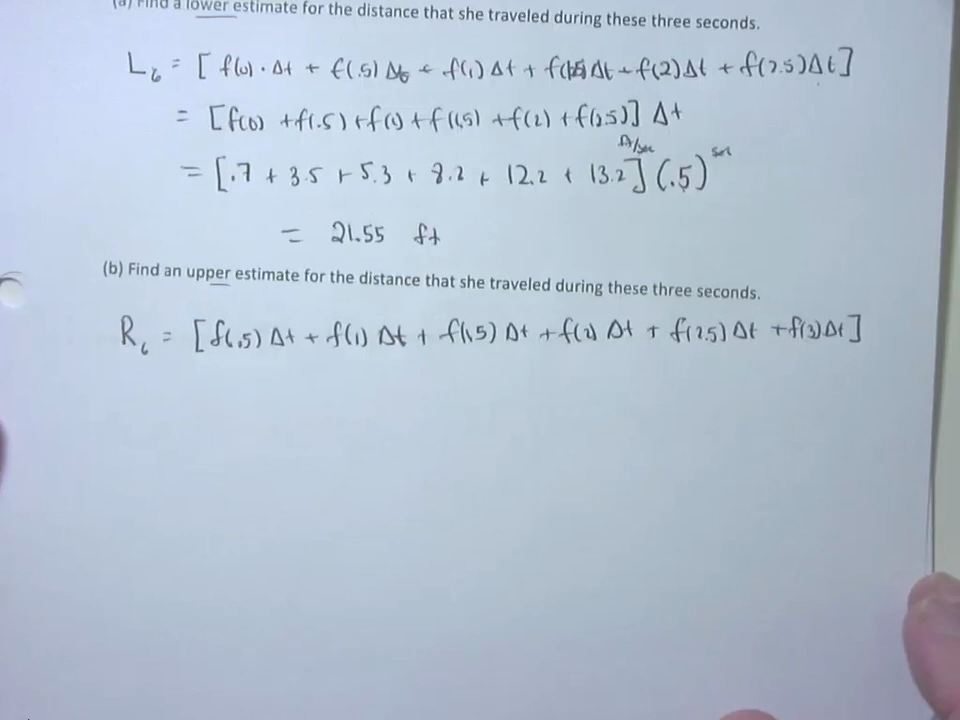 (a) Find a lower estimate for the distance that she traveled during these three seconds.
L₆ = [ f(0) · Δt + f(.5) Δt + f(1) Δt + f(1.5) Δt + f(2) Δt + f(2.5) Δt ]
= [f(0) + f(.5) + f(1) + f(1.5) + f(2) + f(2.5)] Δt
ft/sec sec
= [.7 + 3.5 + 5.3 + 8.2 + 12.2 + 13.2] (.5)
= 21.55 ft
(b) Find an upper estimate for the distance that she traveled during these three seconds.
R₆ = [f(.5) Δt + f(1) Δt + f(1.5) Δt + f(2) Δt + f(2.5) Δt + f(3) Δt]